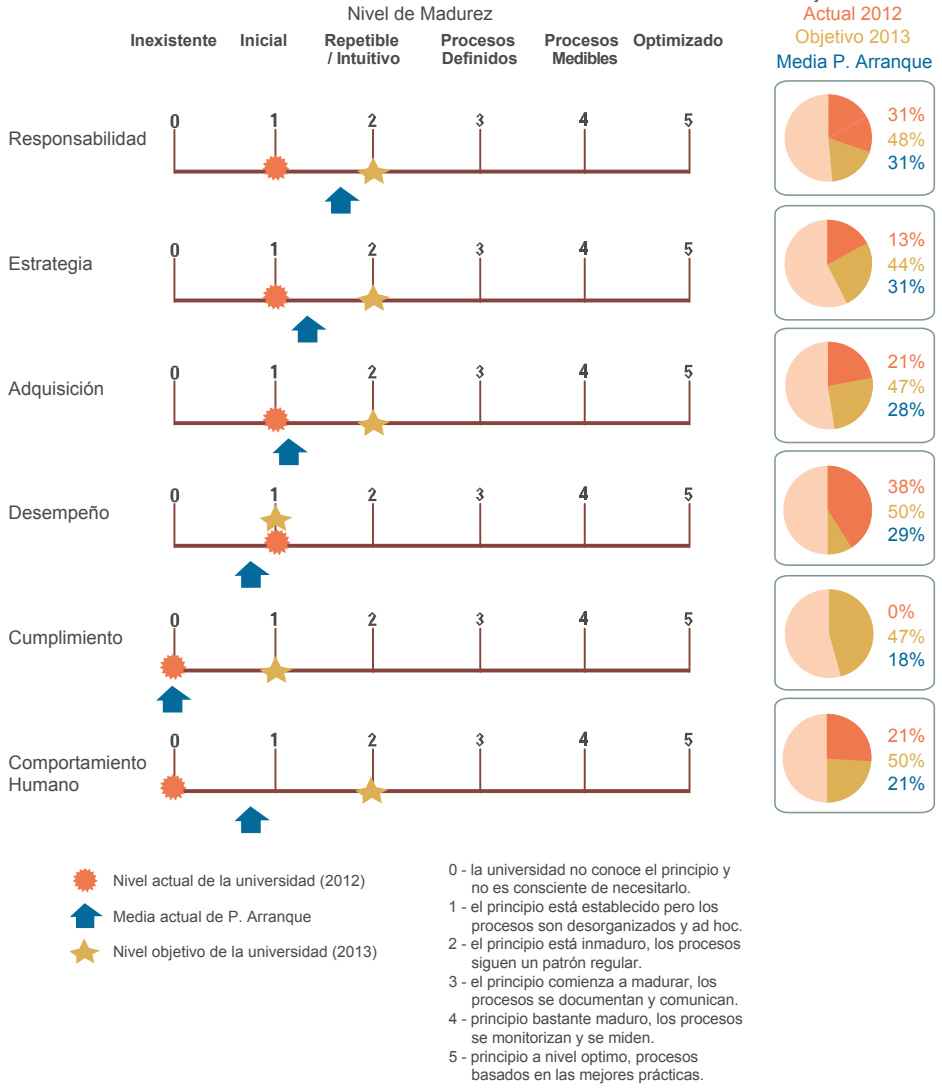 Nivel de Madurez
Inexistente Inicial Repetible / Intuitivo Procesos Definidos Procesos Medibles Optimizado
Actual 2012
Objetivo 2013
Media P. Arranque
Responsabilidad
0 1 2 3 4 5
31%
48%
31%
Estrategia
0 1 2 3 4 5
13%
44%
31%
Adquisición
0 1 2 3 4 5
21%
47%
28%
Desempeño
0 1 2 3 4 5
38%
50%
29%
Cumplimiento
0 1 2 3 4 5
0%
47%
18%
Comportamiento
Humano
0 1 2 3 4 5
21%
50%
21%
Nivel actual de la universidad (2012)
Media actual de P. Arranque
Nivel objetivo de la universidad (2013)
0 - la universidad no conoce el principio y
no es consciente de necesitarlo.
1 - el principio está establecido pero los
procesos son desorganizados y ad hoc.
2 - el principio está inmaduro, los procesos
siguen un patrón regular.
3 - el principio comienza a madurar, los
procesos se documentan y comunican.
4 - principio bastante maduro, los procesos
se monitorizan y se miden.
5 - principio a nivel optimo, procesos
basados en las mejores prácticas.